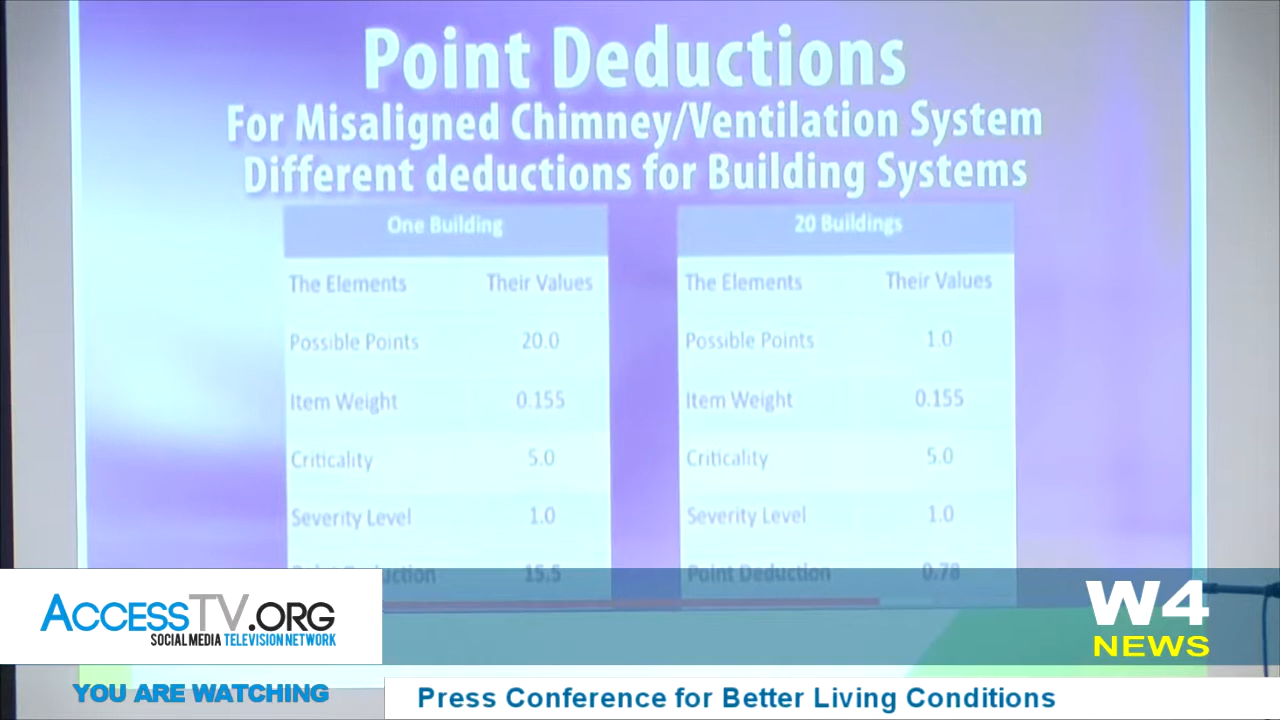 Point Deductions
For Misaligned Chimney/Ventilation System
Different deductions for Building Systems
One Building
The Elements Their Values
Possible Points 20.0
Item Weight 0.155
Criticality 5.0
Severity Level 1.0
Point Deduction 15.5
20 Buildings
The Elements Their Values
Possible Points 1.0
Item Weight 0.155
Criticality 5.0
Severity Level 1.0
Point Deduction 0.78
ACCESSTV.ORG
SOCIAL MEDIA TELEVISION NETWORK
W4
NEWS
YOU ARE WATCHING
Press Conference for Better Living Conditions